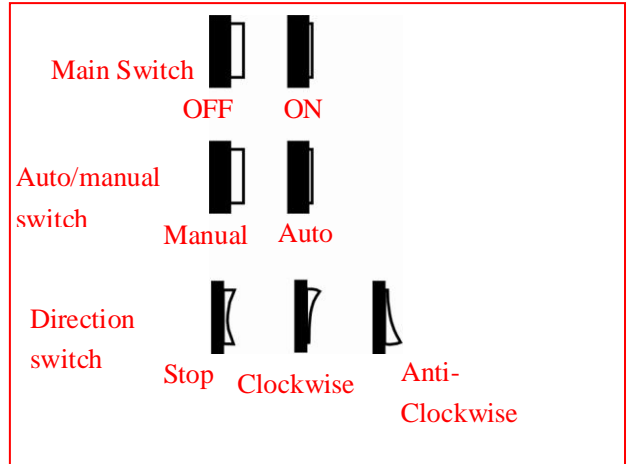 Main Switch
OFF ON
Auto/manual
switch
Manual Auto
Direction
switch
Stop Clockwise Anti-
Clockwise